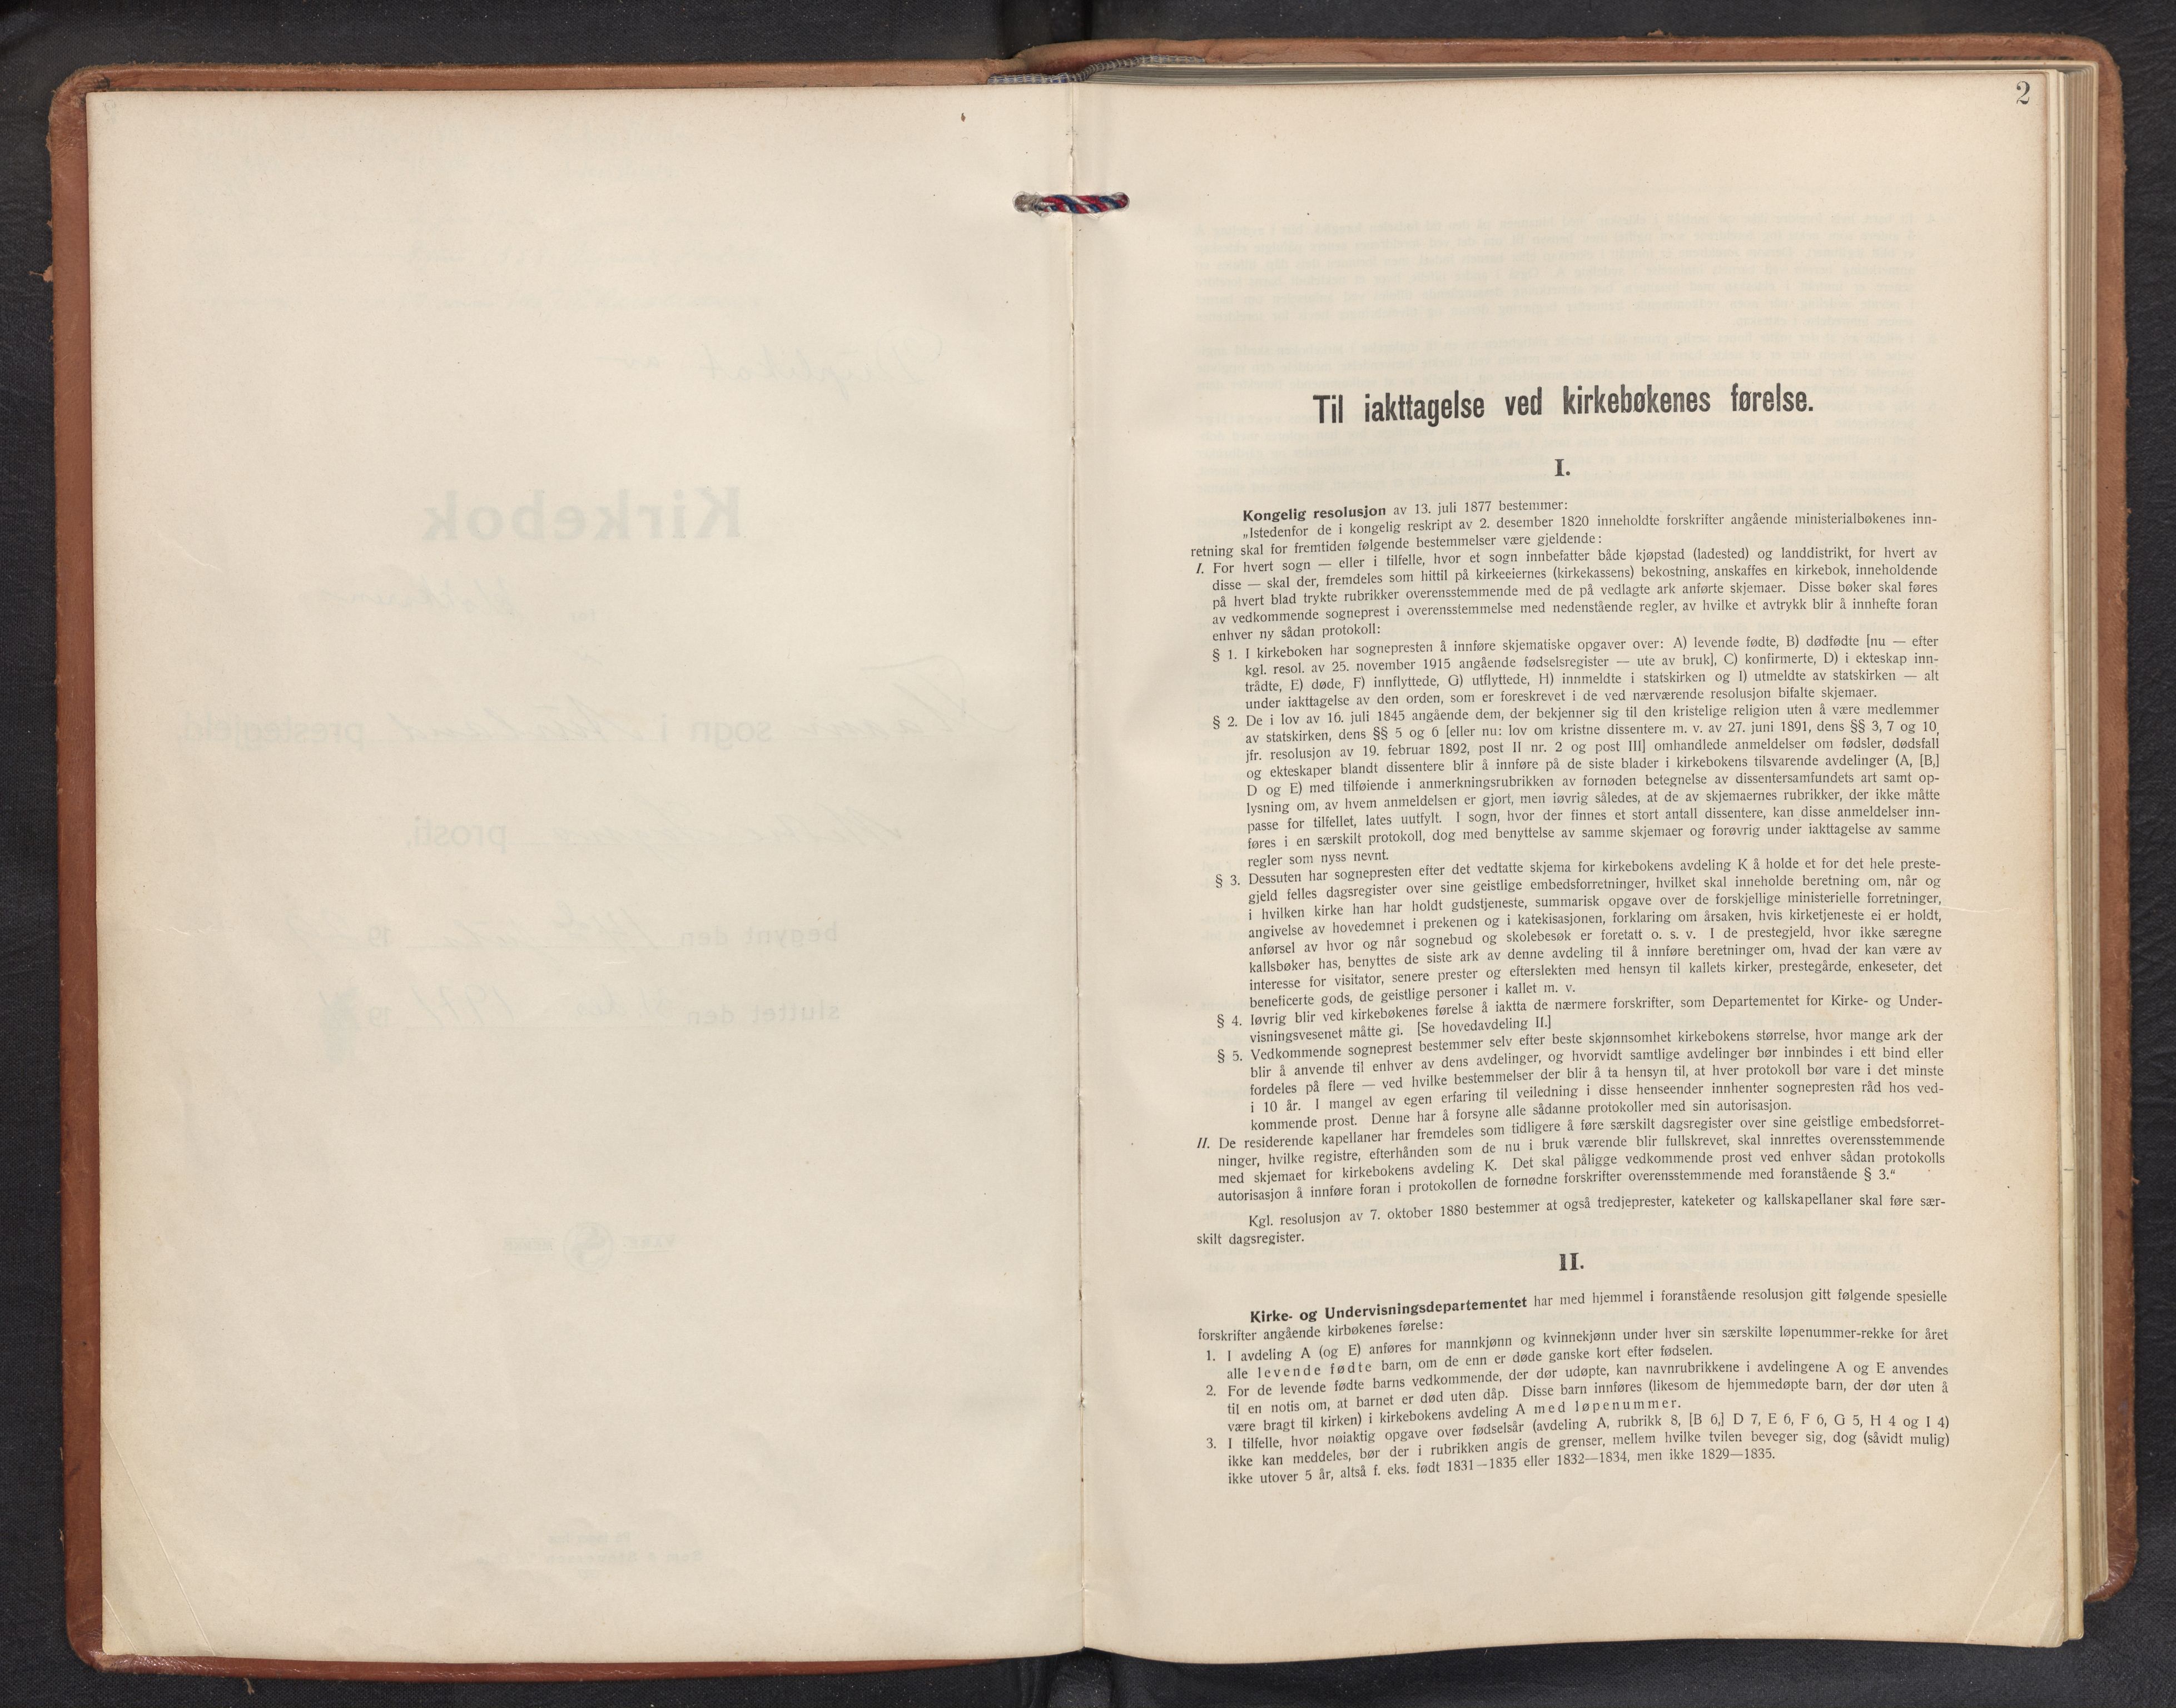 2
Til iakttagelse ved kirkebøkenes førelse.
I.
Kongelig resolusjon av 13. juli 1877 bestemmer:
„Istedenfor de i kongelig reskript av 2. desember 1820 inneholdte forskrifter angående ministerialbøkenes inn-
retning skal for fremtiden følgende bestemmelser være gjeldende:
I. For hvert sogn — eller i tilfelle, hvor et sogn innbefatter både kjøpstad (ladested) og landdistrikt, for hvert av
disse — skal der, fremdeles som hittil på kirkeeiernes (kirkekassens) bekostning, anskaffes en kirkebok, inneholdende
på hvert blad trykte rubrikker overensstemmende med de på vedlagte ark anførte skjemaer. Disse bøker skal føres
av vedkommende sogneprest i overensstemmelse med nedenstående regler, av hvilke et avtrykk blir å innhefte foran
enhver ny sådan protokoll:
§ 1. I kirkeboken har sognepresten å innføre skjematiske opgaver over: A) levende fødte, B) dødfødte [nu — efter
kgl. resol. av 25. november 1915 angående fødselsregister — ute av bruk], C) konfirmerte, D) i ekteskap inn-
trådte, E) døde, F) innflyttede, G) utflyttede, H) innmeldte i statskirken og I) utmeldte av statskirken — alt
under iakttagelse av den orden, som er foreskrevet i de ved nærværende resolusjon bifalte skjemaer.
§ 2. De i lov av 16. juli 1845 angående dem, der bekjenner sig til den kristelige religion uten å være medlemmer
av statskirken, dens §§ 5 og 6 [eller nu: lov om kristne dissentere m. v. av 27. juni 1891, dens §§ 3, 7 og 10,
jfr. resolusjon av 19. februar 1892, post II nr. 2 og post III] omhandlede anmeldelser om fødsler, dødsfall
og ekteskaper blandt dissentere blir å innføre på de siste blader i kirkebokens tilsvarende avdelinger (A, [B,]
D og E) med tilføiende i anmerkningsrubrikken av fornøden betegnelse av dissentersamfundets art samt op-
lysning om, av hvem anmeldelsen er gjort, men iøvrig således, at de av skjemaernes rubrikker, der ikke måtte
passe for tilfellet, lates uutfylt. I sogn, hvor der finnes et stort antall dissentere, kan disse anmeldelser inn-
føres i en særskilt protokoll, dog med benyttelse av samme skjemaer og forøvrig under iakttagelse av samme
regler som nyss nevnt.
§ 3. Dessuten har sognepresten efter det vedtatte skjema for kirkebokens avdeling K å holde et for det hele preste-
gjeld felles dagsregister over sine geistlige embedsforretninger, hvilket skal inneholde beretning om, når og
i hvilken kirke han har holdt gudstjeneste, summarisk opgave over de forskjellige ministerielle forretninger,
angivelse av hovedemnet i prekenen og i katekisasjonen, forklaring om årsaken, hvis kirketjeneste ei er holdt,
anførsel av hvor og når sognebud og skolebesøk er foretatt o. s. v. I de prestegjeld, hvor ikke særegne
kallsbøker has, benyttes de siste ark av denne avdeling til å innføre beretninger om, hvad der kan være av
interesse for visitator, senere prester og efterslekten med hensyn til kallets kirker, prestegårde, enkeseter, det
beneficerte gods, de geistlige personer i kallet m. v.
§ 4. Iøvrig blir ved kirkebøkenes førelse å iaktta de nærmere forskrifter, som Departementet for Kirke- og Under-
visningsvesenet måtte gi. [Se hovedavdeling II.]
§ 5. Vedkommende sogneprest bestemmer selv efter beste skjønnsomhet kirkebokens størrelse, hvor mange ark der
blir å anvende til enhver av dens avdelinger, og hvorvidt samtlige avdelinger bør innbindes i ett bind eller
fordeles på flere — ved hvilke bestemmelser der blir å ta hensyn til, at hver protokoll bør vare i det minste
i 10 år. I mangel av egen erfaring til veiledning i disse henseender innhenter sognepresten råd hos ved-
kommende prost. Denne har å forsyne alle sådanne protokoller med sin autorisasjon.
II. De residerende kapellaner har fremdeles som tidligere å føre særskilt dagsregister over sine geistlige embedsforret-
ninger, hvilke registre, efterhånden som de nu i bruk værende blir fullskrevet, skal innrettes overensstemmende
med skjemaet for kirkebokens avdeling K. Det skal påligge vedkommende prost ved enhver sådan protokolls
autorisasjon å innføre foran i protokollen de fornødne forskrifter overensstemmende med foranstående § 3."
Kgl. resolusjon av 7. oktober 1880 bestemmer at også tredjeprester, kateketer og kallskapellaner skal føre sær-
skilt dagsregister.
II.
Kirke- og Undervisningsdepartementet har med hjemmel i foranstående resolusjon gitt følgende spesielle
forskrifter angående kirbøkenes førelse:
1. I avdeling A (og E) anføres for mannkjønn og kvinnekjønn under hver sin særskilte løpenummer-rekke for året
alle levende fødte barn, om de enn er døde ganske kort efter fødselen.
2. For de levende fødte barns vedkommende, der dør udøpte, kan navnrubrikkene i avdelingene A og E anvendes
til en notis om, at barnet er død uten dåp. Disse barn innføres (likesom de hjemmedøpte barn, der dør uten å
være bragt til kirken) i kirkebokens avdeling A med løpenummer.
3. I tilfelle, hvor nøiaktig opgave over fødselsår (avdeling A, rubrikk 8, [B 6,] D 7, E 6, F 6, G 5, H 4 og I 4)
ikke kan meddeles, bør der i rubrikken angis de grenser, mellem hvilke tvilen beveger sig, dog (såvidt mulig)
ikke utover 5 år, altså f. eks. født 1831—1835 eller 1832—1834, men ikke 1829—1835.